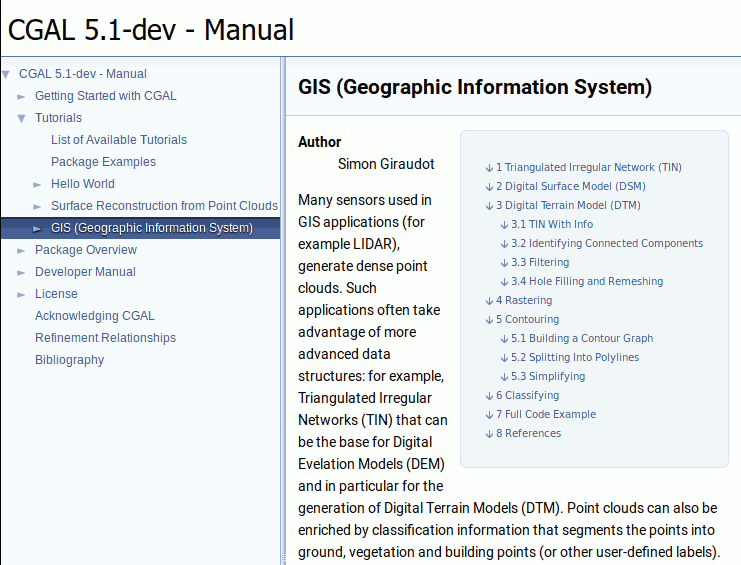 CGAL 5.1-dev - Manual
CGAL 5.1-dev - Manual
Getting Started with CGAL
Tutorials
List of Available Tutorials
Package Examples
Hello World
Surface Reconstruction from Point Clouds
GIS (Geographic Information System)
Package Overview
Developer Manual
License
Acknowledging CGAL
Refinement Relationships
Bibliography
GIS (Geographic Information System)
Author
Simon Giraudot
↓ 1 Triangulated Irregular Network (TIN)
↓ 2 Digital Surface Model (DSM)
↓ 3 Digital Terrain Model (DTM)
↓ 3.1 TIN With Info
↓ 3.2 Identifying Connected Components
↓ 3.3 Filtering
↓ 3.4 Hole Filling and Remeshing
↓ 4 Rastering
↓ 5 Contouring
↓ 5.1 Building a Contour Graph
↓ 5.2 Splitting Into Polylines
↓ 5.3 Simplifying
↓ 6 Classifying
↓ 7 Full Code Example
↓ 8 References
Many sensors used in
GIS applications (for
example LIDAR),
generate dense point
clouds. Such
applications often take
advantage of more
advanced data
structures: for example,
Triangulated Irregular
Networks (TIN) that can
be the base for Digital
Evelation Models (DEM)
and in particular for the
generation of Digital Terrain Models (DTM). Point clouds can also be
enriched by classification information that segments the points into
ground, vegetation and building points (or other user-defined labels).